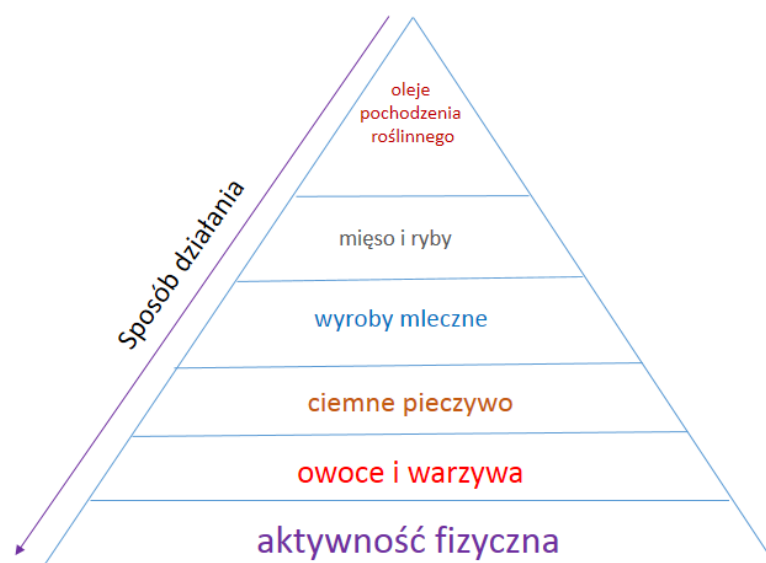 oleje
pochodzenia
roślinnego
Sposób działania
mięso i ryby
wyroby mleczne
ciemne pieczywo
owoce i warzywa
aktywność fizyczna